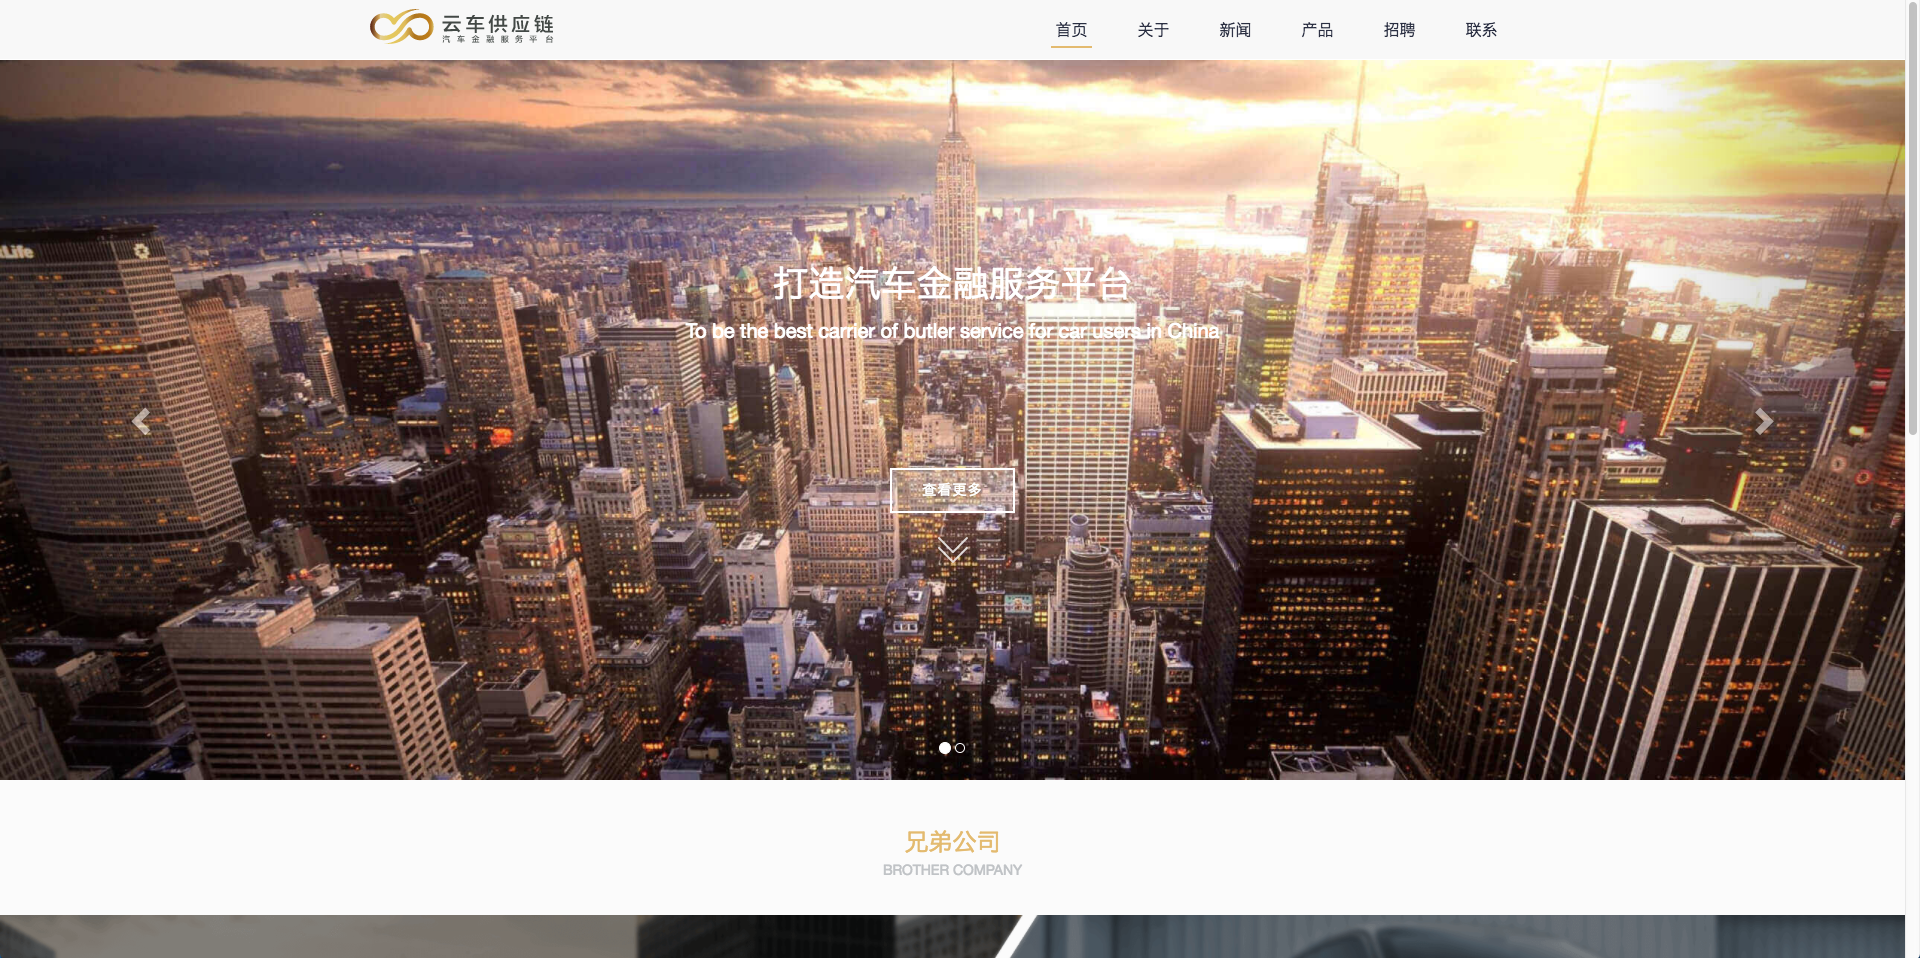 云车供应链
汽车金融服务平台
首页 关于 新闻 产品 招聘 联系
Life
打造汽车金融服务平台
To be the best carrier of butler service for car users in China
查看更多
兄弟公司
BROTHER COMPANY